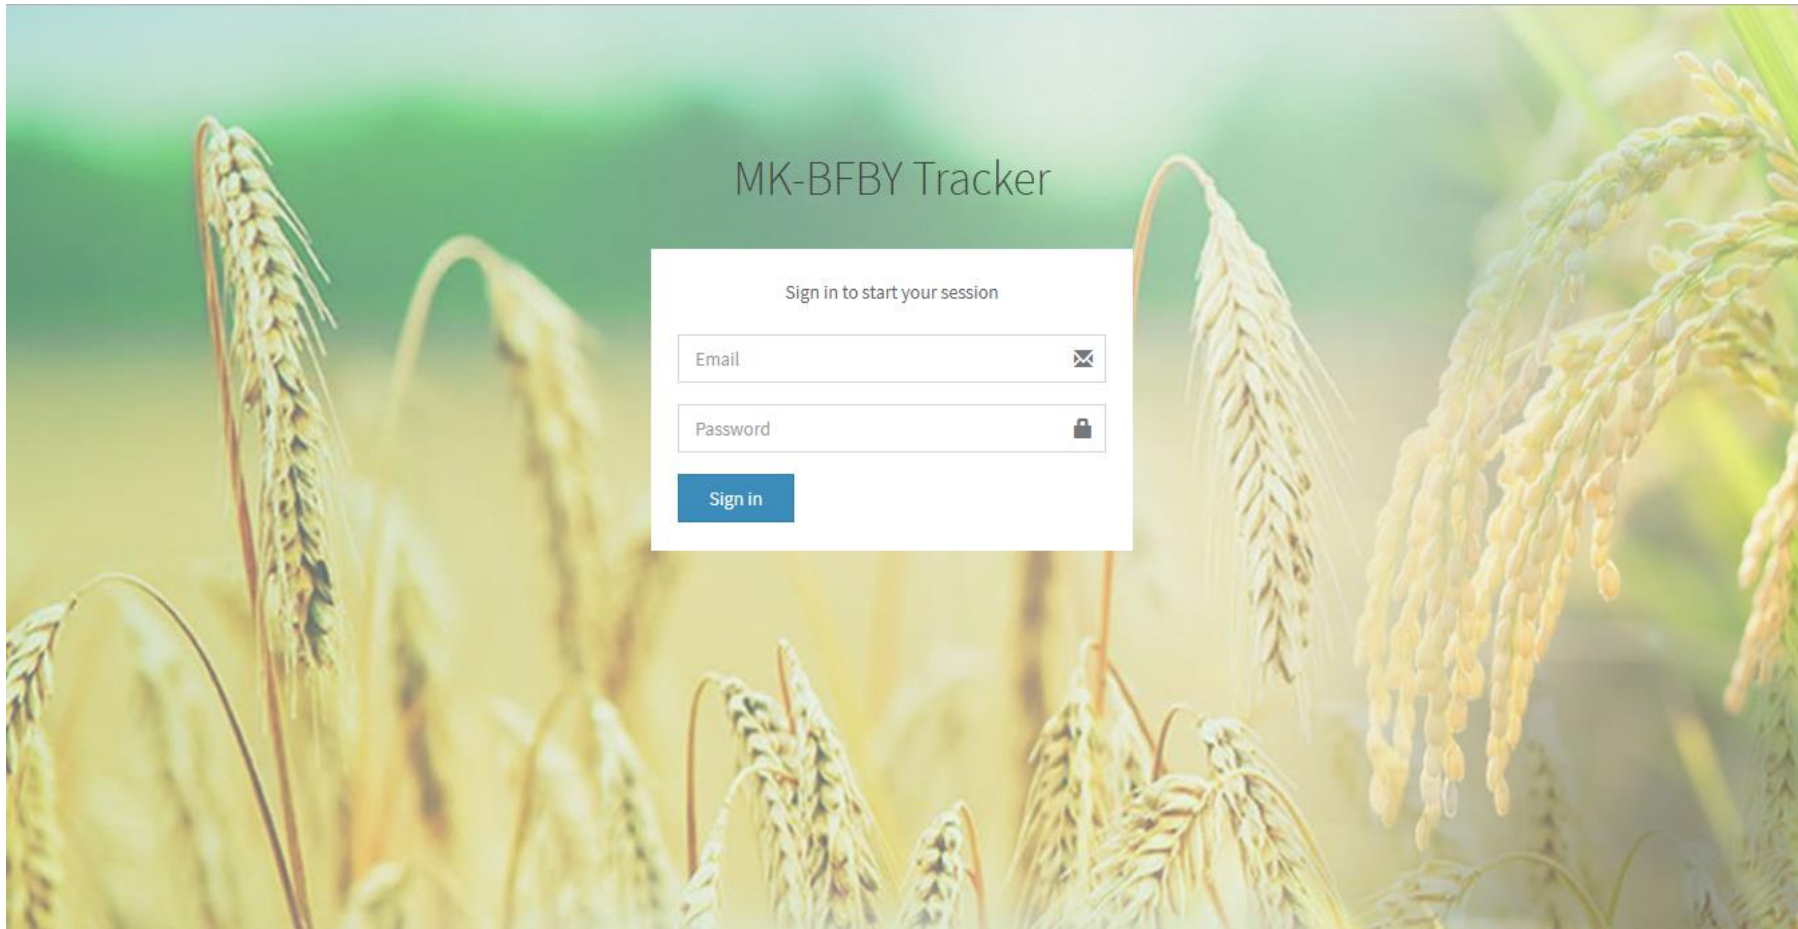 MK-BFBY Tracker
Sign in to start your session
Email
Password
Sign in